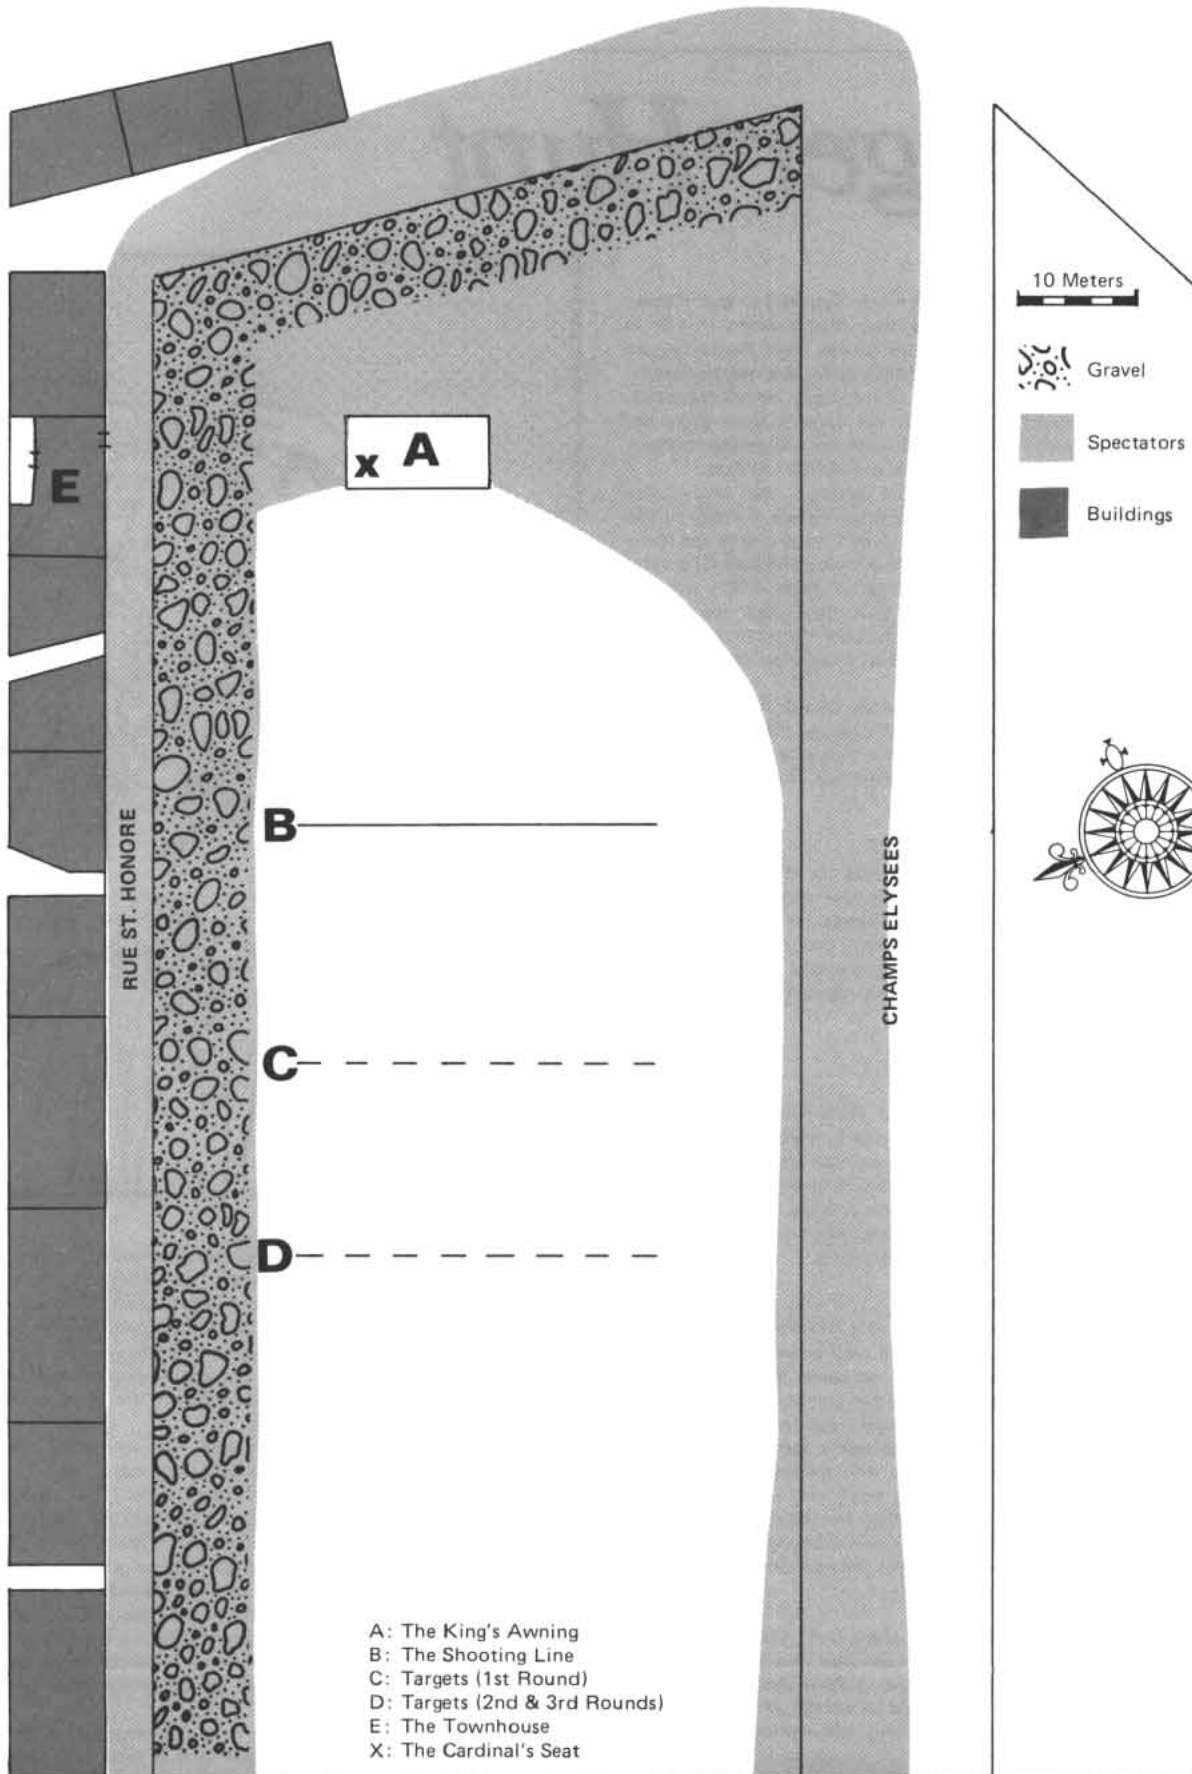 10 Meters
Gravel
Spectators
Buildings
A
x
E
B
RUE ST. HONORE
CHAMPS ELYSEES
C
D
A: The King's Awning
B: The Shooting Line
C: Targets (1st Round)
D: Targets (2nd & 3rd Rounds)
E: The Townhouse
X: The Cardinal's Seat